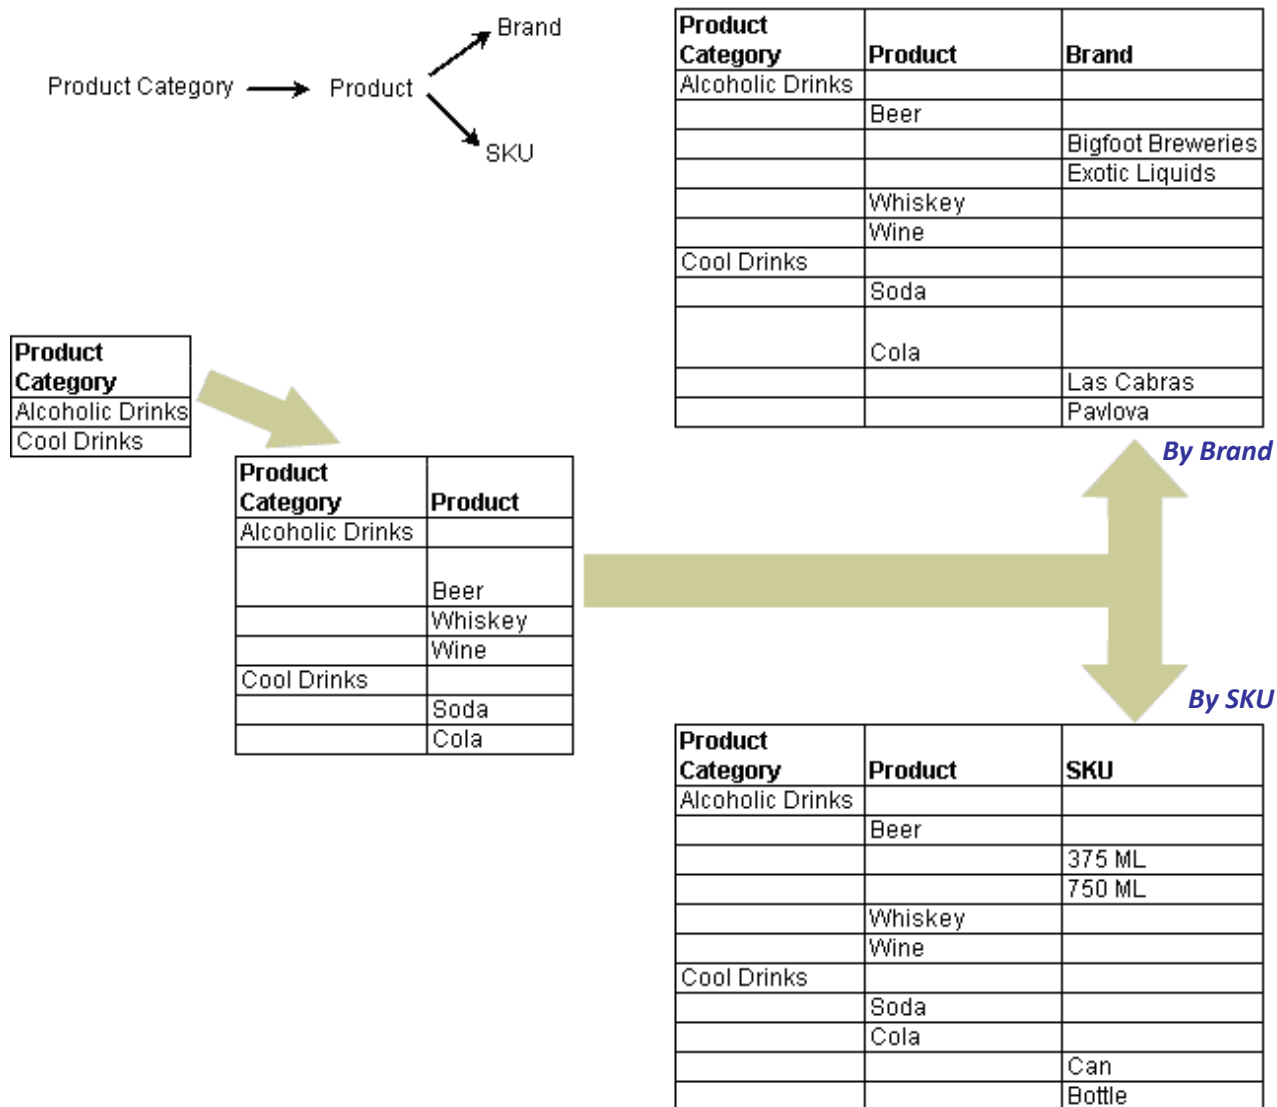 Brand
Product Category
Product
SKU
Product
Category Product Brand
Alcoholic Drinks
Beer
Bigfoot Breweries
Exotic Liquids
Whiskey
Wine
Cool Drinks
Soda
Cola
Las Cabras
Pavlova
By Brand
Product
Category
Alcoholic Drinks
Cool Drinks
Product
Category Product
Alcoholic Drinks
Beer
Whiskey
Wine
Cool Drinks
Soda
Cola
By SKU
Product
Category Product SKU
Alcoholic Drinks
Beer
375 ML
750 ML
Whiskey
Wine
Cool Drinks
Soda
Cola
Can
Bottle